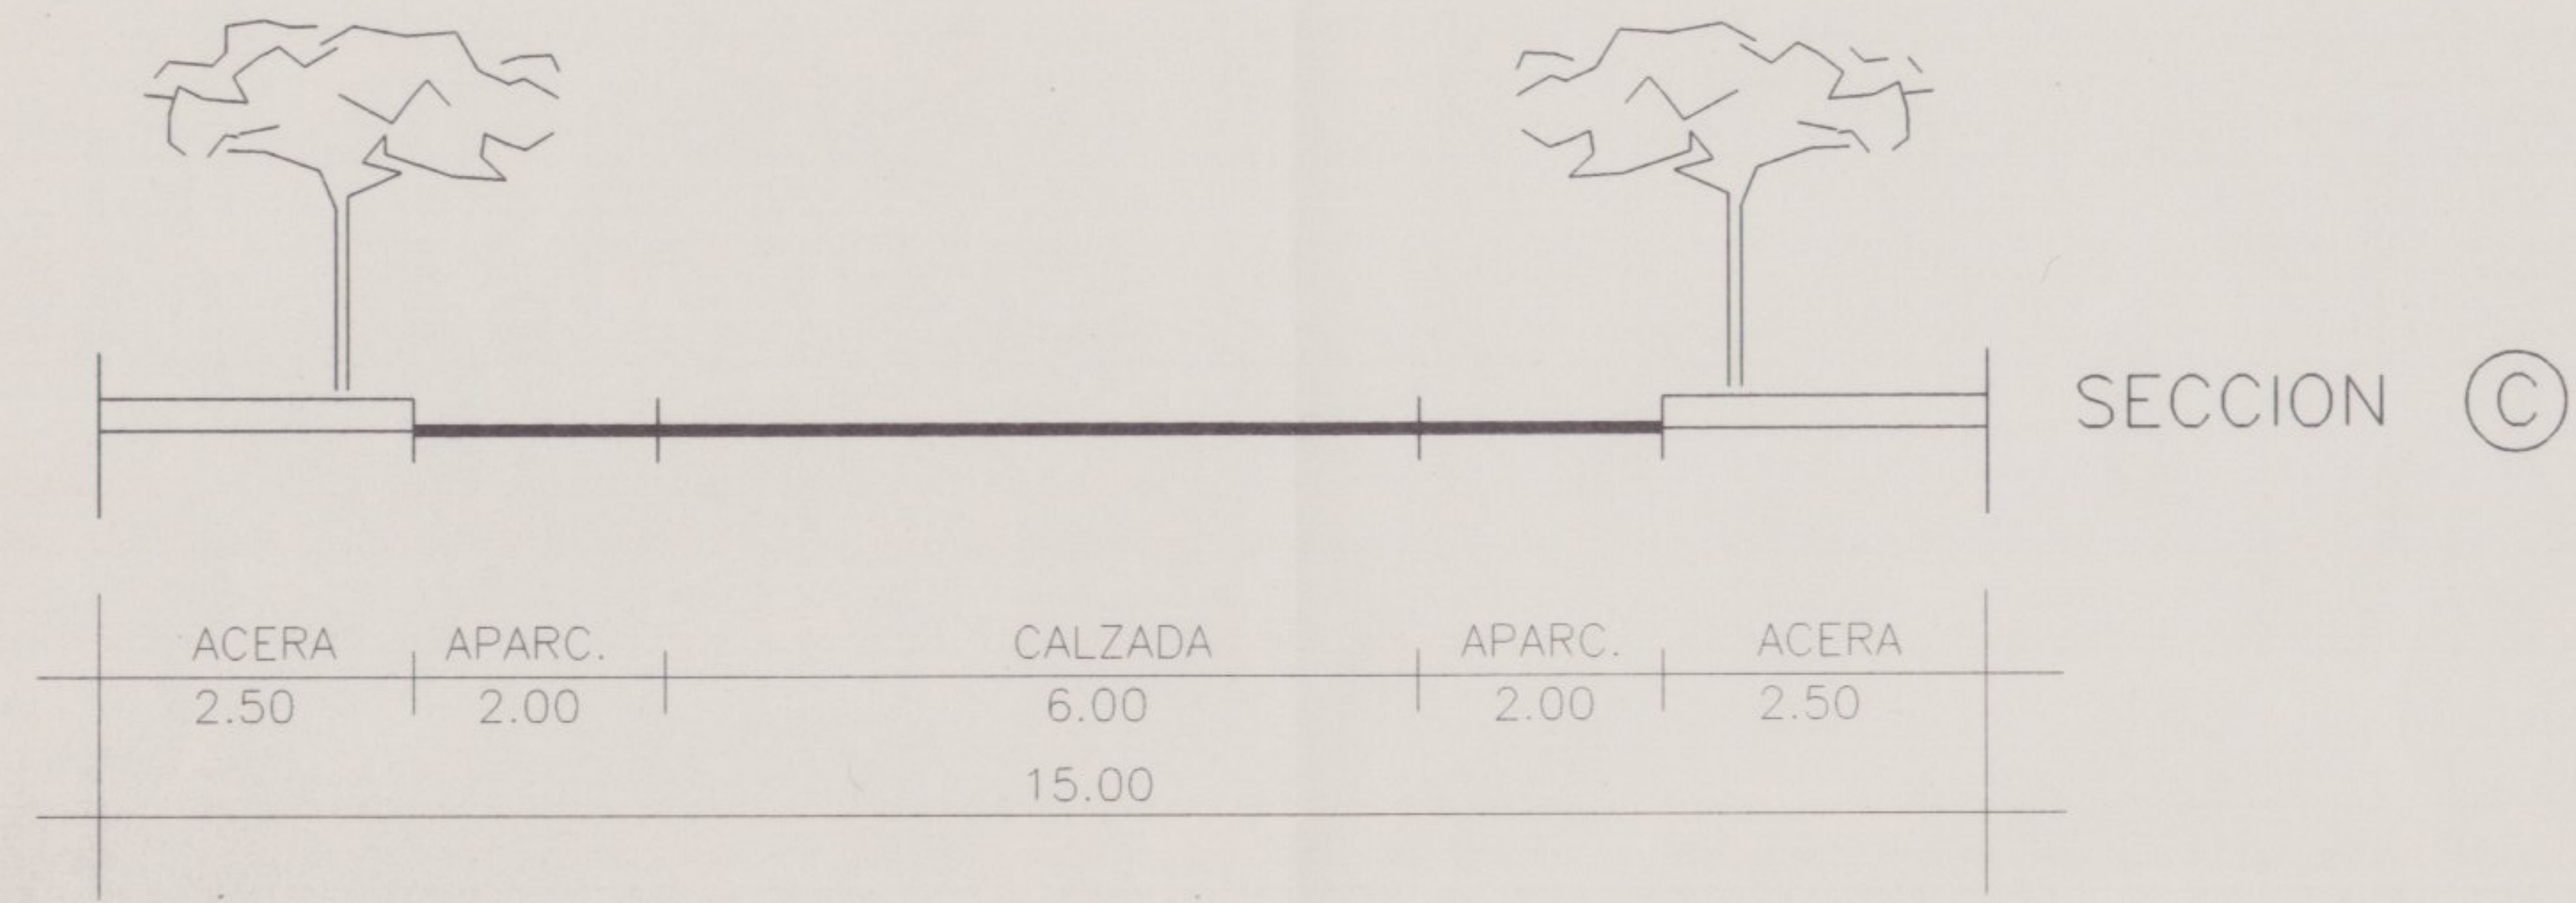 SECCION C
ACERA APARC. CALZADA APARC. ACERA
2.50 2.00 6.00 2.00 2.50
15.00